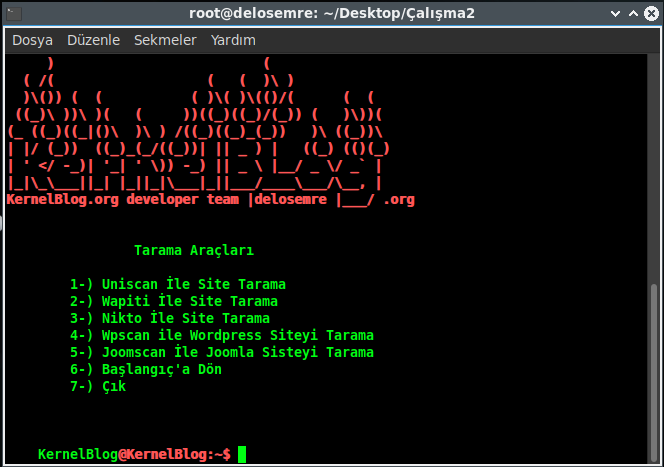 root@delosemre: ~/Desktop/Çalışma2
Dosya Düzenle Sekmeler Yardım
KernelBlog.org developer team |delosemre |___/ .org
Tarama Araçları
1-) Uniscan İle Site Tarama
2-) Wapiti İle Site Tarama
3-) Nikto İle Site Tarama
4-) Wpscan ile Wordpress Siteyi Tarama
5-) Joomscan İle Joomla Sisteyi Tarama
6-) Başlangıç'a Dön
7-) Çık
KernelBlog@KernelBlog:~$